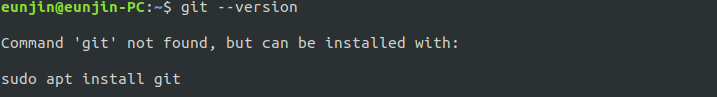 eunjin@eunjin-PC:~$ git --version
Command 'git' not found, but can be installed with:
sudo apt install git